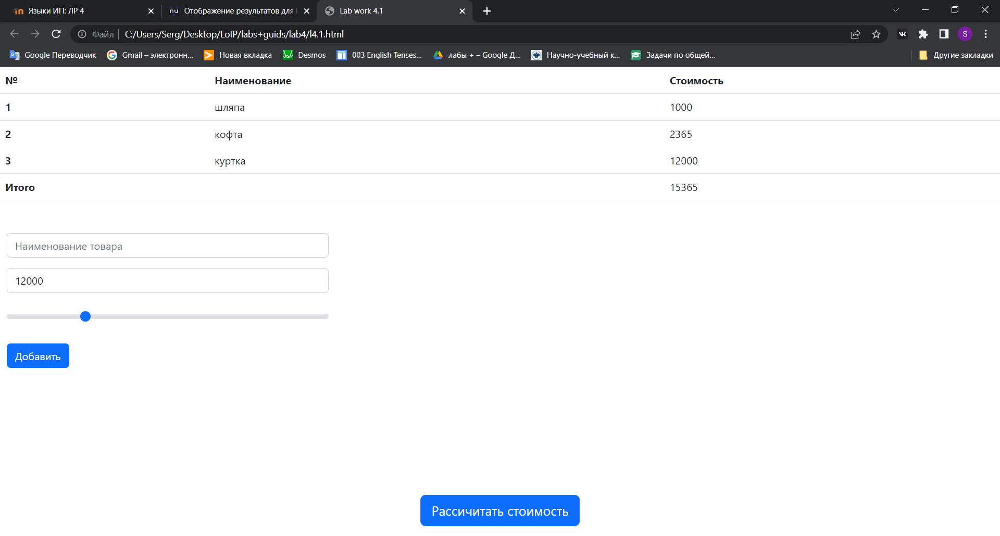 Языки ИП: ЛР 4
nu Отображение результатов для
Lab work 4.1
Файл C:/Users/Serg/Desktop/LoIP/labs+guids/lab4/l4.1.html
VK
S
Google Переводчик
Gmail – электронн...
Новая вкладка
Desmos
003 English Tenses...
лабы + – Google Д...
Научно-учебный к...
Задачи по общей...
Другие закладки
№ Наименование Стоимость
1 шляпа 1000
2 кофта 2365
3 куртка 12000
Итого 15365
Наименование товара
12000
Добавить
Рассичитать стоимость